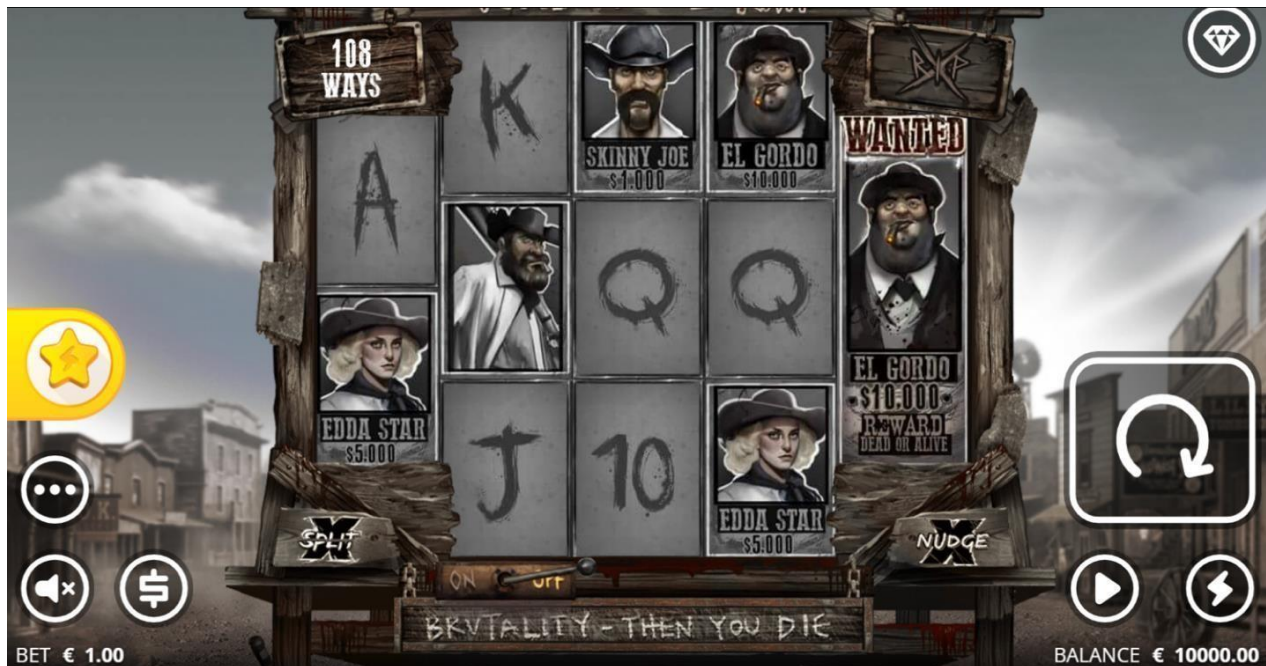 108
WAYS
K
SKINNY JOE
$1.000
EL GORDO
$10.000
WANTED
A
Q
Q
EL GORDO
$10.000
REWARD
DEAD OR ALIVE
EDDA STAR
$5.000
J
10
EDDA STAR
$5.000
SPLIT
X
NUDGE
X
ON
OFF
BRUTALITY - THEN YOU DIE
BET € 1.00
BALANCE € 10000.00